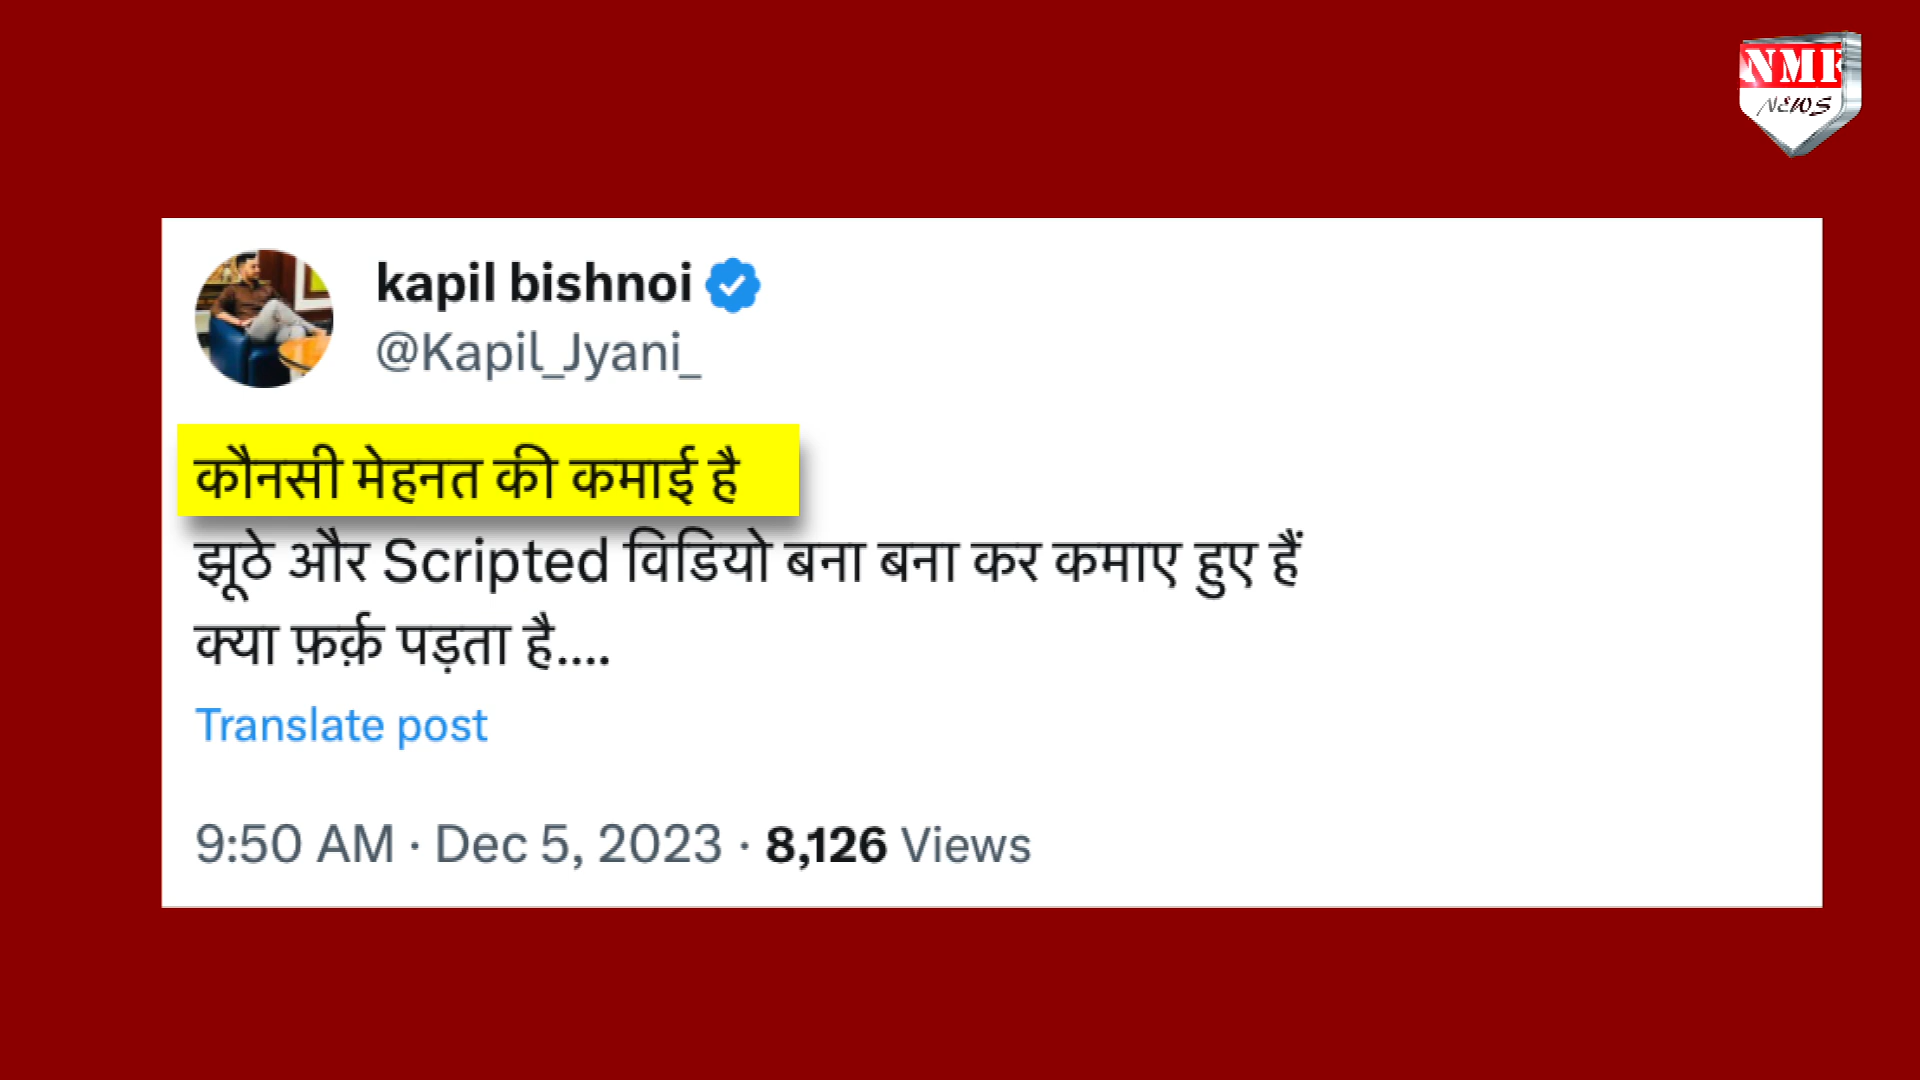 NMF
NEWS
kapil bishnoi
@Kapil_Jyani_
कौनसी मेहनत की कमाई है
झूठे और Scripted विडियो बना बना कर कमाए हुए हैं
क्या फ़र्क़ पड़ता है....
Translate post
9:50 AM · Dec 5, 2023 · 8,126 Views